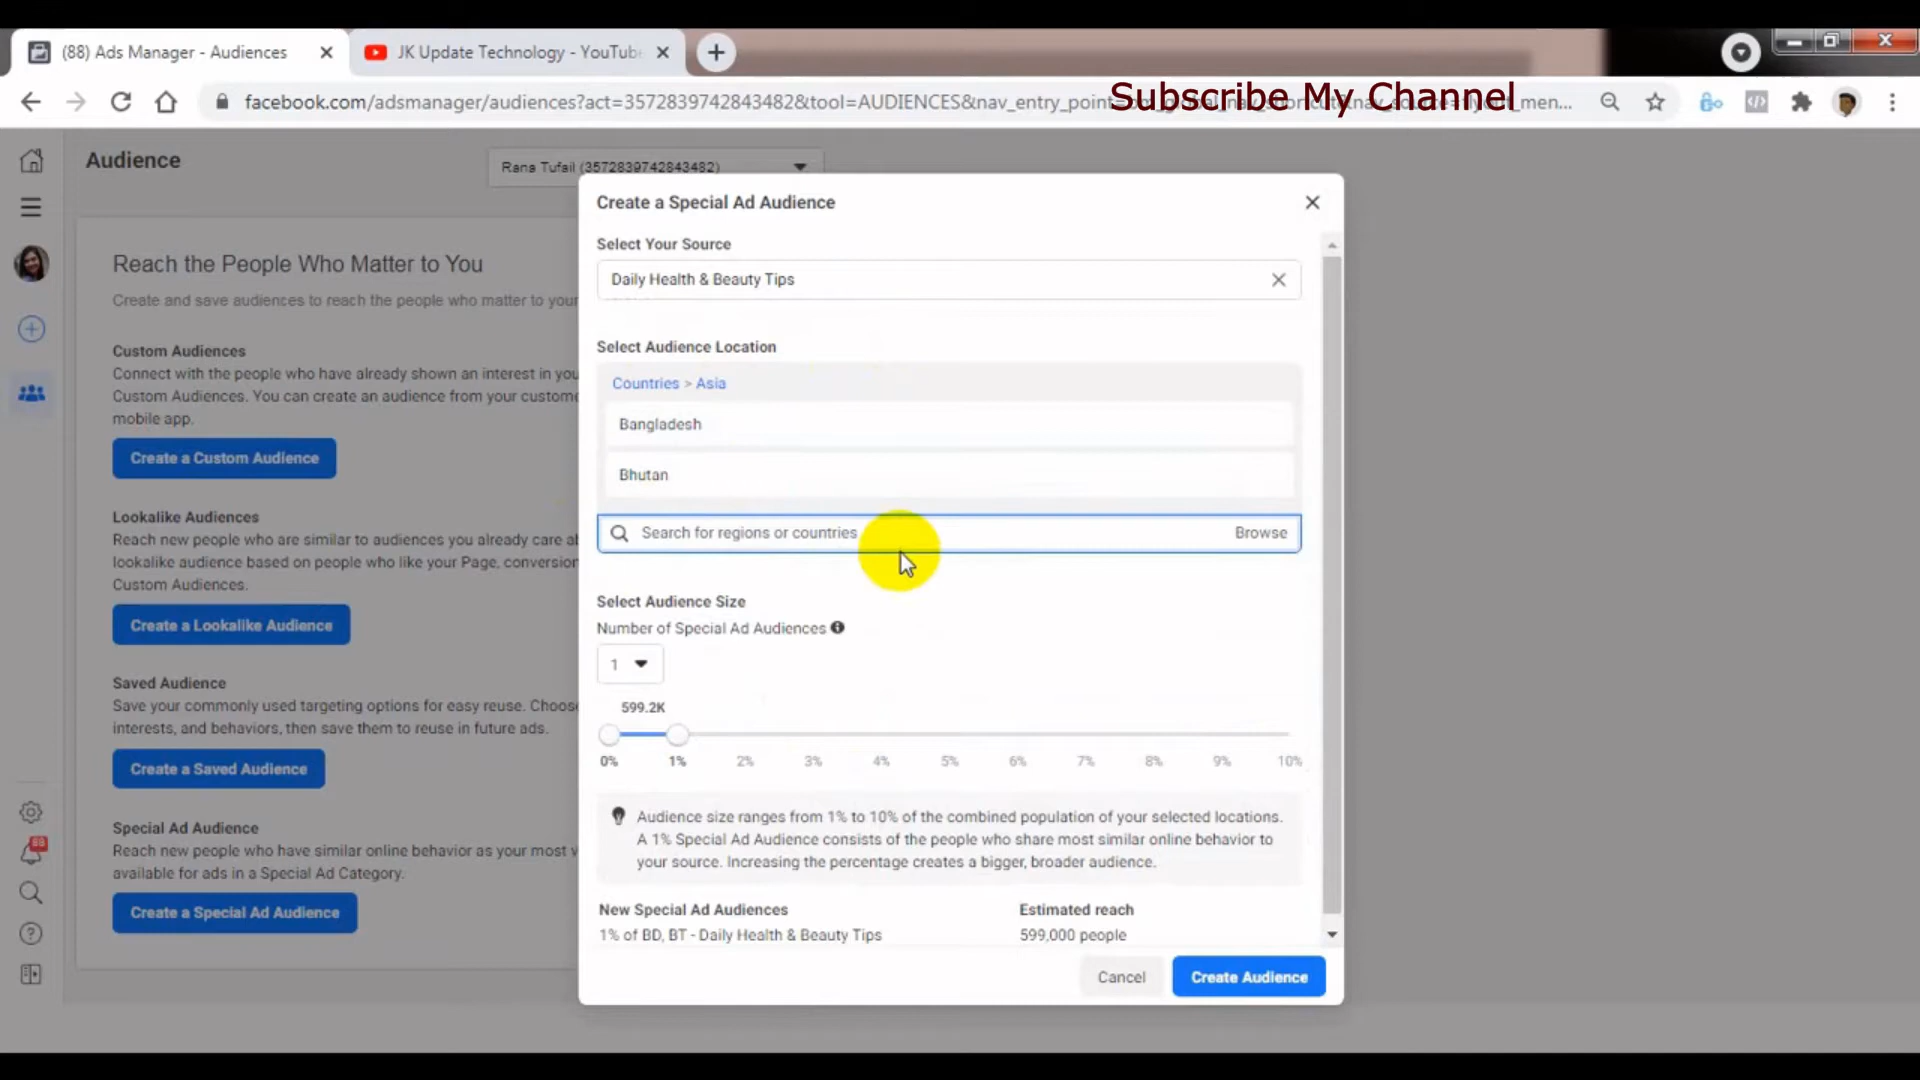 (88) Ads Manager - Audiences
JK Update Technology - YouTub
facebook.com/adsmanager/audiences?act=3572839742843482&tool=AUDIENCES&nav_entry_point=
Subscribe My Channel
Audience
Rana Tufail (3572839742843482)
Create a Special Ad Audience
Select Your Source
Daily Health & Beauty Tips
Select Audience Location
Countries > Asia
Bangladesh
Bhutan
Search for regions or countries
Browse
Select Audience Size
Number of Special Ad Audiences
1
599.2K
0% 1% 2% 3% 4% 5% 6% 7% 8% 9% 10%
Audience size ranges from 1% to 10% of the combined population of your selected locations.
A 1% Special Ad Audience consists of the people who share most similar online behavior to
your source. Increasing the percentage creates a bigger, broader audience.
New Special Ad Audiences
Estimated reach
1% of BD, BT - Daily Health & Beauty Tips
599,000 people
Cancel
Create Audience
Reach the People Who Matter to You
Create and save audiences to reach the people who matter to your
Custom Audiences
Connect with the people who have already shown an interest in you
Custom Audiences. You can create an audience from your custome
mobile app.
Create a Custom Audience
Lookalike Audiences
Reach new people who are similar to audiences you already care ab
lookalike audience based on people who like your Page, conversion
Custom Audiences.
Create a Lookalike Audience
Saved Audience
Save your commonly used targeting options for easy reuse. Choose
interests, and behaviors, then save them to reuse in future ads.
Create a Saved Audience
Special Ad Audience
Reach new people who have similar online behavior as your most v
available for ads in a Special Ad Category.
Create a Special Ad Audience
88